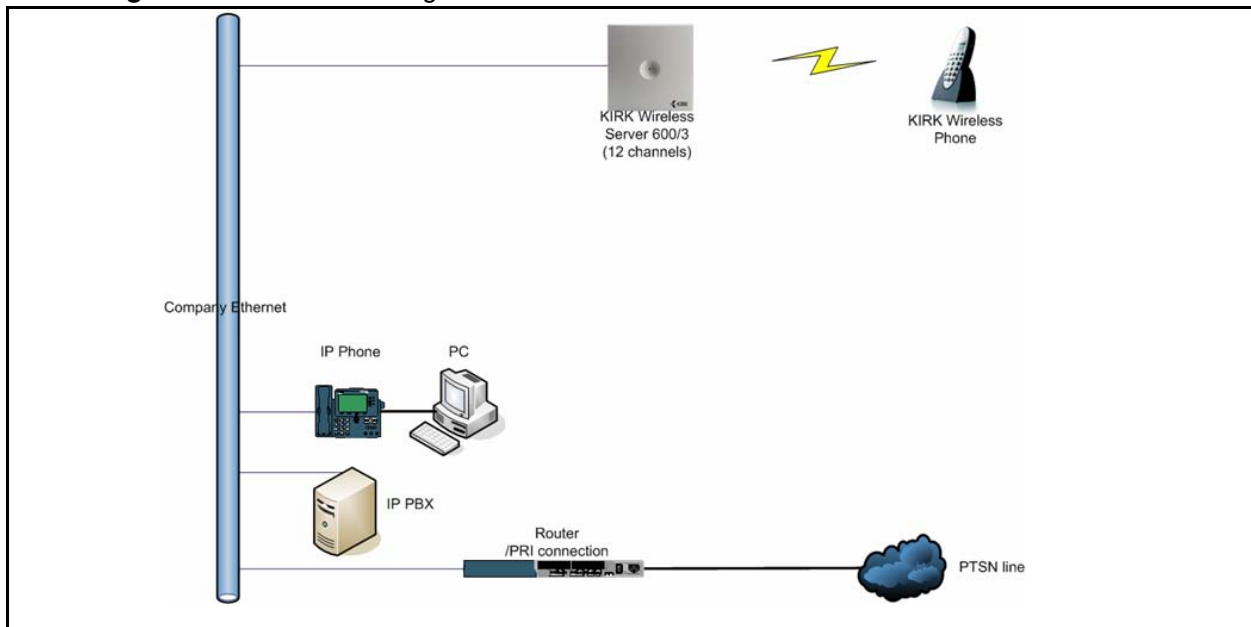 KIRK
KIRK Wireless
Server 600/3
(12 channels)
KIRK Wireless
Phone
Company Ethernet
IP Phone
PC
IP PBX
Router
/PRI connection
PTSN line